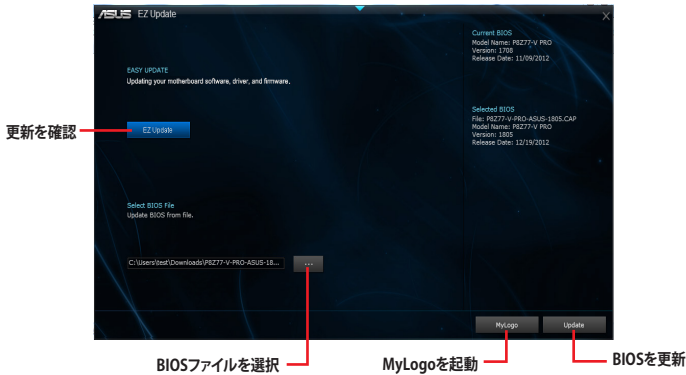 ASUS EZ Update
X
Current BIOS
Model Name: P8Z77-V PRO
Version: 1708
Release Date: 11/09/2012
EASY UPDATE
Updating your motherboard software, driver, and firmware.
Selected BIOS
File: P8Z77-V-PRO-ASUS-1805.CAP
Model Name: P8Z77-V PRO
Version: 1805
Release Date: 12/19/2012
更新を確認
EZ Update
Select BIOS File
Update BIOS from file.
C:\Users\test\Downloads\P8Z77-V-PRO-ASUS-18...
...
MyLogo
Update
BIOSファイルを選択
MyLogoを起動
BIOSを更新